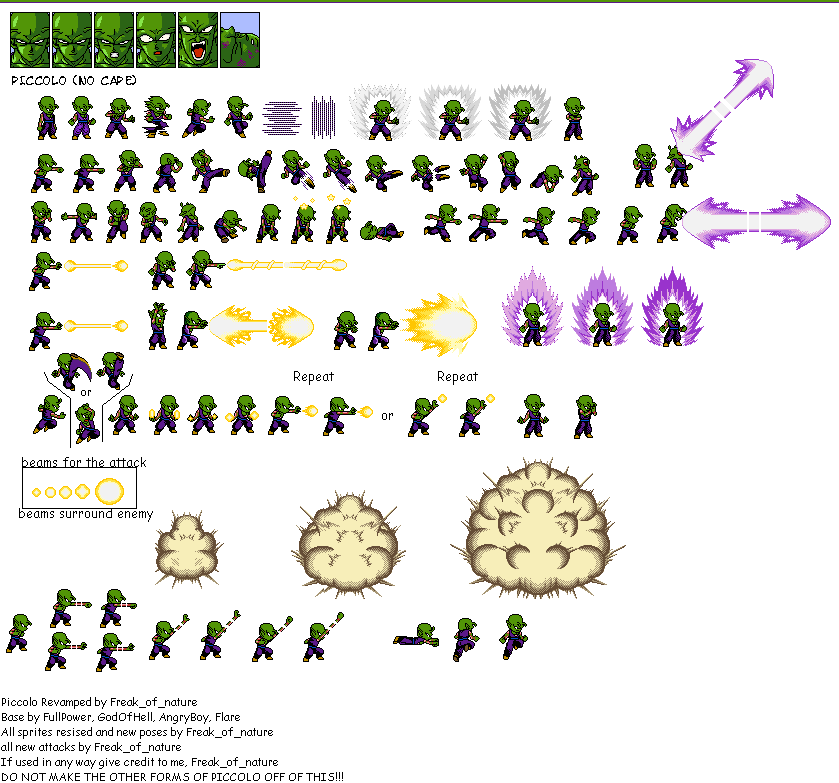 PICCOLO (NO CAPE)
Repeat
Repeat
or
or
beams for the attack
beams surround enemy
Piccolo Revamped by Freak_of_nature
Base by FullPower, GodOfHell, AngryBoy, Flare
All sprites resised and new poses by Freak_of_nature
all new attacks by Freak_of_nature
If used in any way give credit to me, Freak_of_nature
DO NOT MAKE THE OTHER FORMS OF PICCOLO OFF OF THIS!!!